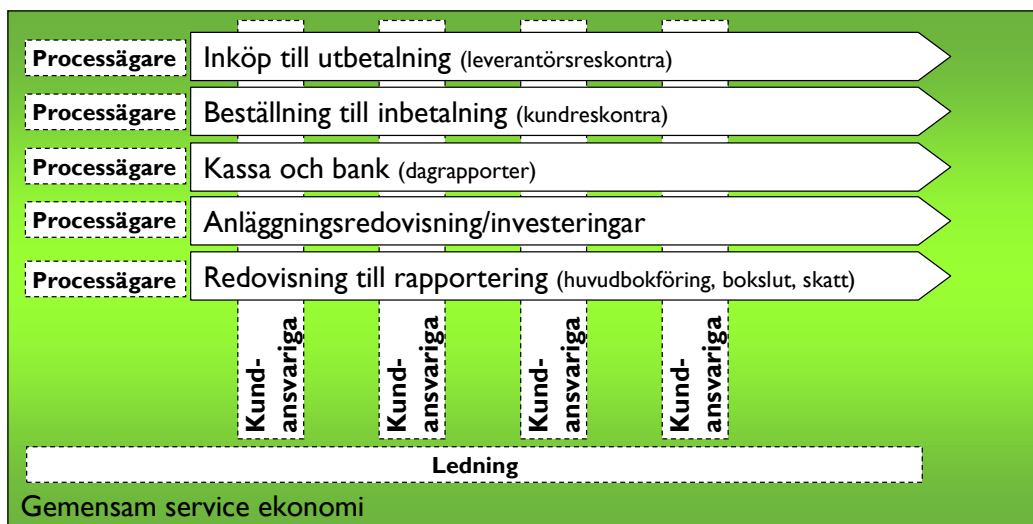 Processägare Inköp till utbetalning (leverantörsreskontra)
Processägare Beställning till inbetalning (kundreskontra)
Processägare Kassa och bank (dagrapporter)
Processägare Anläggningsredovisning/investeringar
Processägare Redovisning till rapportering (huvudbokföring, bokslut, skatt)
Kund-
ansvariga
Kund-
ansvariga
Kund-
ansvariga
Kund-
ansvariga
Ledning
Gemensam service ekonomi